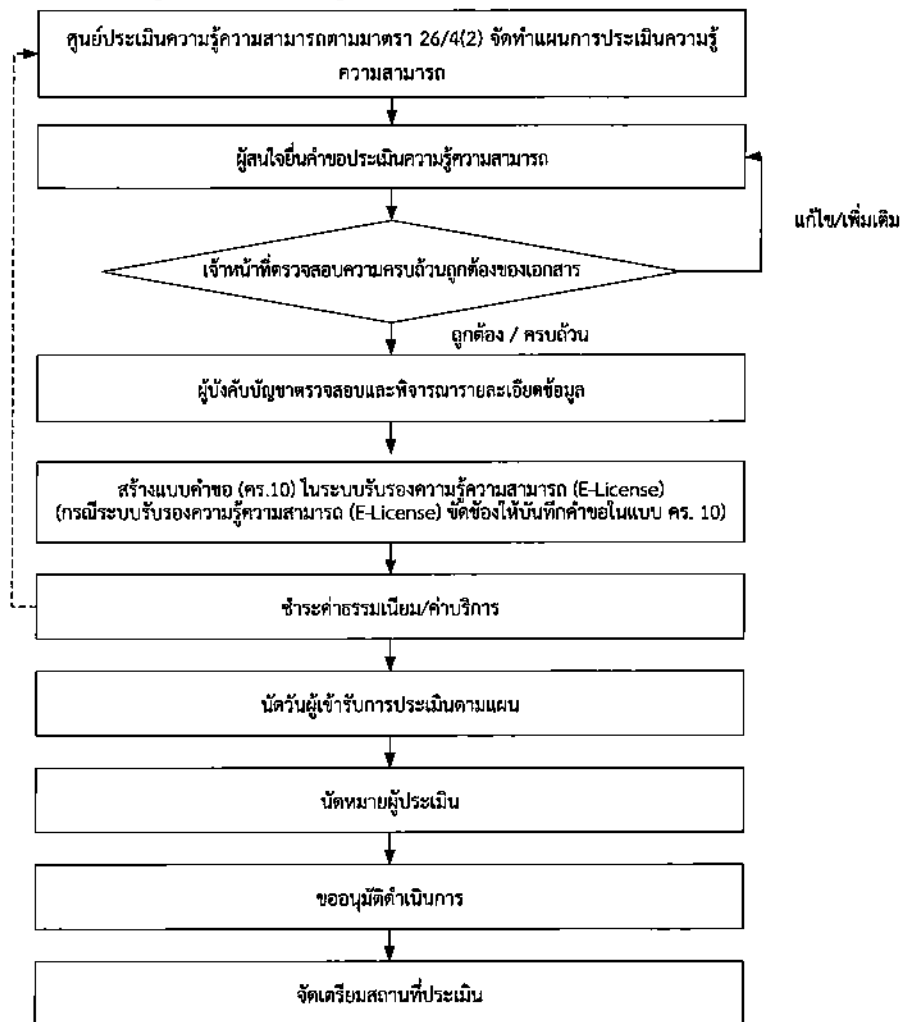 ศูนย์ประเมินความรู้ความสามารถตามมาตรา 26/4(2) จัดทำแผนการประเมินความรู้
ความสามารถ
ผู้สนใจยื่นคำขอประเมินความรู้ความสามารถ
แก้ไข/เพิ่มเติม
เจ้าหน้าที่ตรวจสอบความครบถ้วนถูกต้องของเอกสาร
ถูกต้อง / ครบถ้วน
ผู้บังคับบัญชาตรวจสอบและพิจารณารายละเอียดข้อมูล
สร้างแบบคำขอ (คร.10) ในระบบรับรองความรู้ความสามารถ (E-License)
(กรณีระบบรับรองความรู้ความสามารถ (E-License) ขัดข้องให้บันทึกคำขอในแบบ คร. 10)
ชำระค่าธรรมเนียม/ค่าบริการ
นัดวันผู้เข้ารับการประเมินตามแผน
นัดหมายผู้ประเมิน
ขออนุมัติดำเนินการ
จัดเตรียมสถานที่ประเมิน